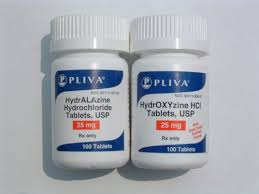 PLIVA
HydrALAzine
Hydrochloride
Tablets, USP
25 mg
Rx only
100 Tablets
PLIVA
HydrOXYzine HCl
Tablets, USP
25 mg
Rx only
100 Tablets